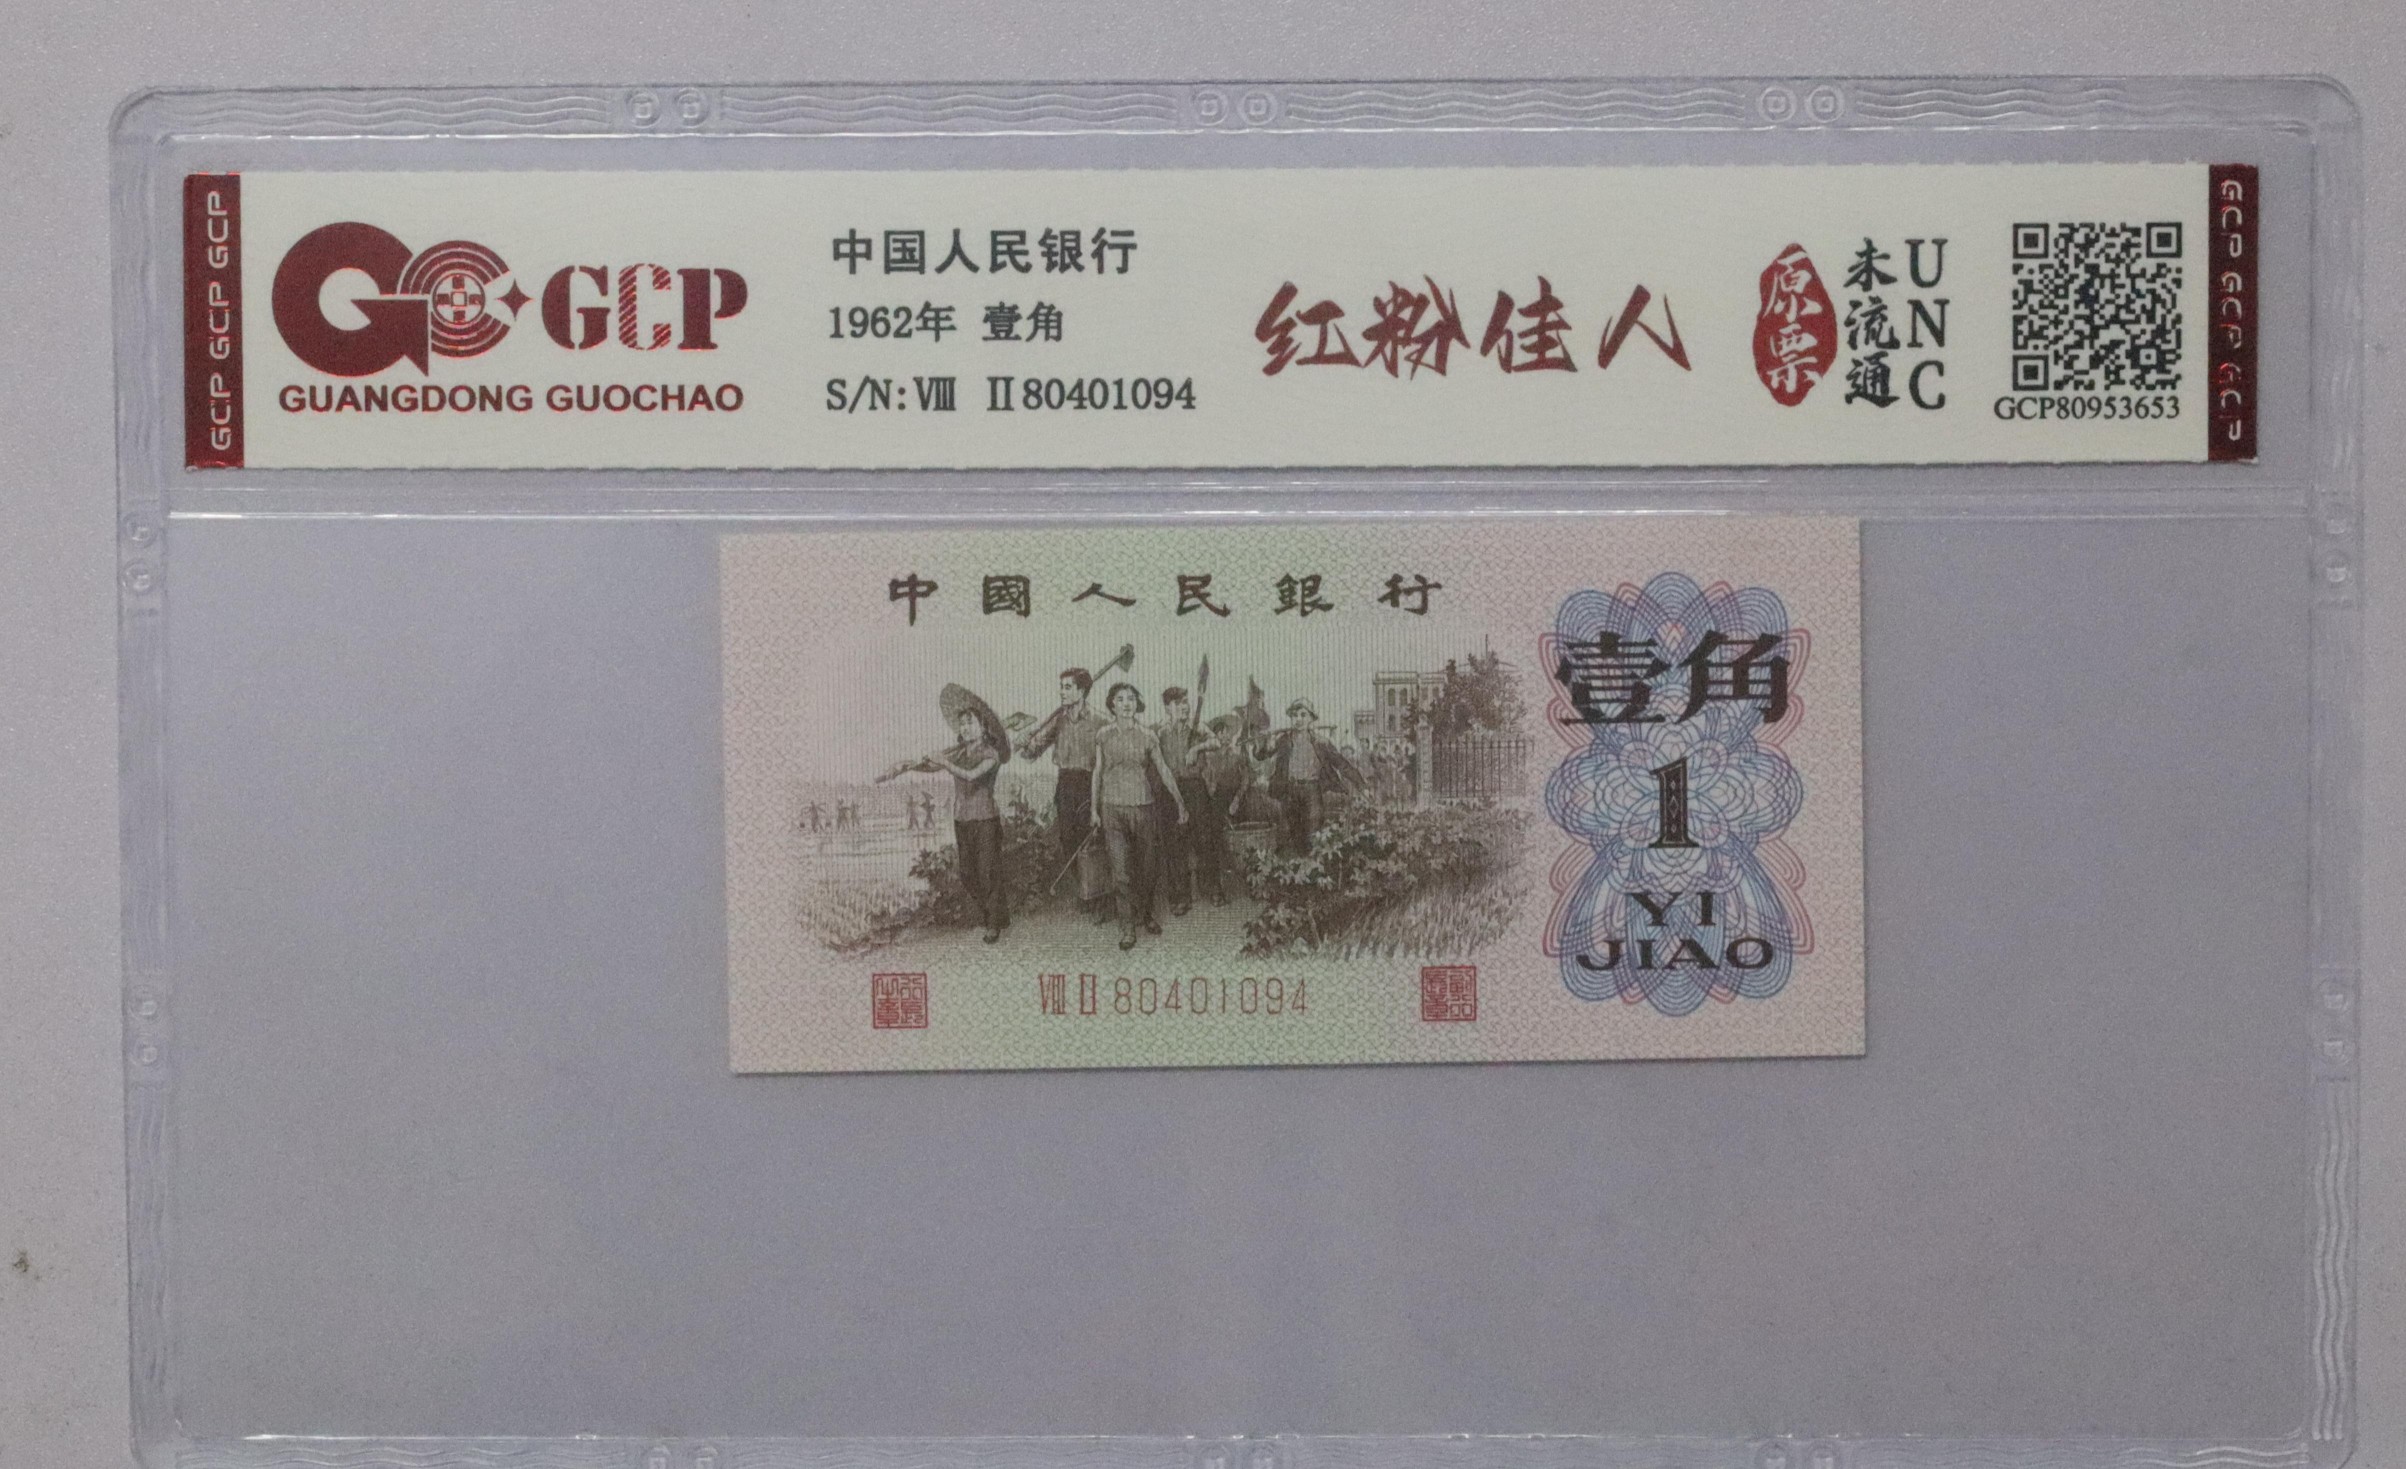 GCP GCP GCP
GCP
GUANGDONG GUOCHAO
中国人民银行
1962年 壹角
S/N: Ⅷ Ⅱ80401094
红粉佳人
原票
未流通
UNC
GCP80953653
GCP GCP GCP
中國人民銀行
壹角
1
YI
JIAO
Ⅷ Ⅱ 80401094